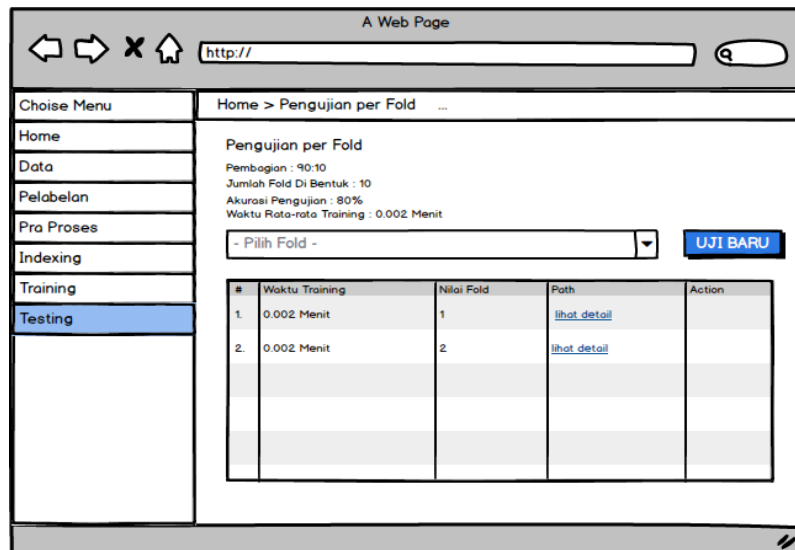 A Web Page
http://
Choise Menu
Home
Data
Pelabelan
Pra Proses
Indexing
Training
Testing
Home > Pengujian per Fold ...
Pengujian per Fold
Pembagian : 90:10
Jumlah Fold Di Bentuk : 10
Akurasi Pengujian : 80%
Waktu Rata-rata Training : 0.002 Menit
- Pilih Fold -
UJI BARU
# Waktu Training Nilai Fold Path Action
1. 0.002 Menit 1 lihat detail
2. 0.002 Menit 2 lihat detail